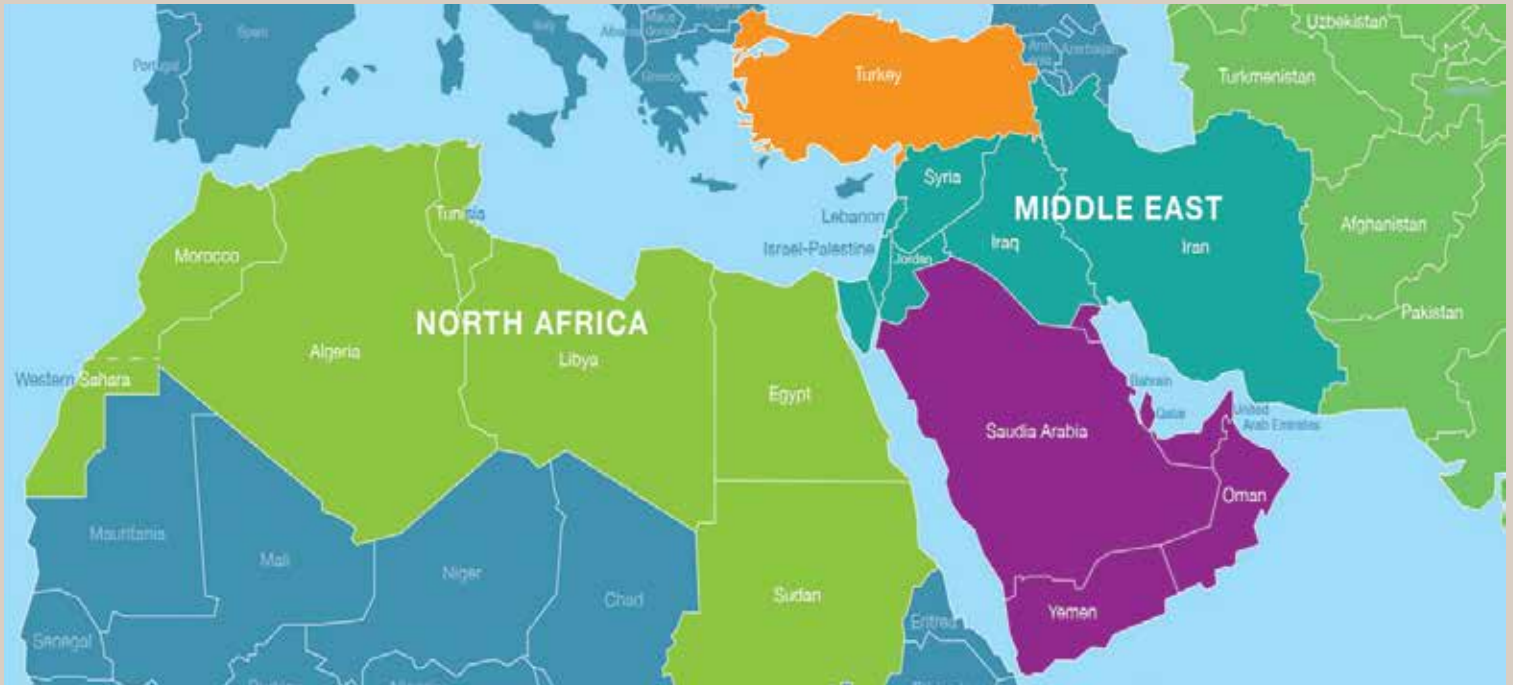 Uzbekistan
Spain
Italy
Albania
Portugal
Greece
Azerbaijan
Turkey
Turkmenistan
Syria
MIDDLE EAST
Tunisia
Lebanon
Afghanistan
Morocco
Israel-Palestine
Iraq
Iran
Jordan
NORTH AFRICA
Pakistan
Algeria
Libya
Western Sahara
Egypt
Bahrain
Qatar
United
Arab Emirates
Saudia Arabia
Oman
Mauritania
Mali
Niger
Chad
Sudan
Yemen
Eritrea
Senegal